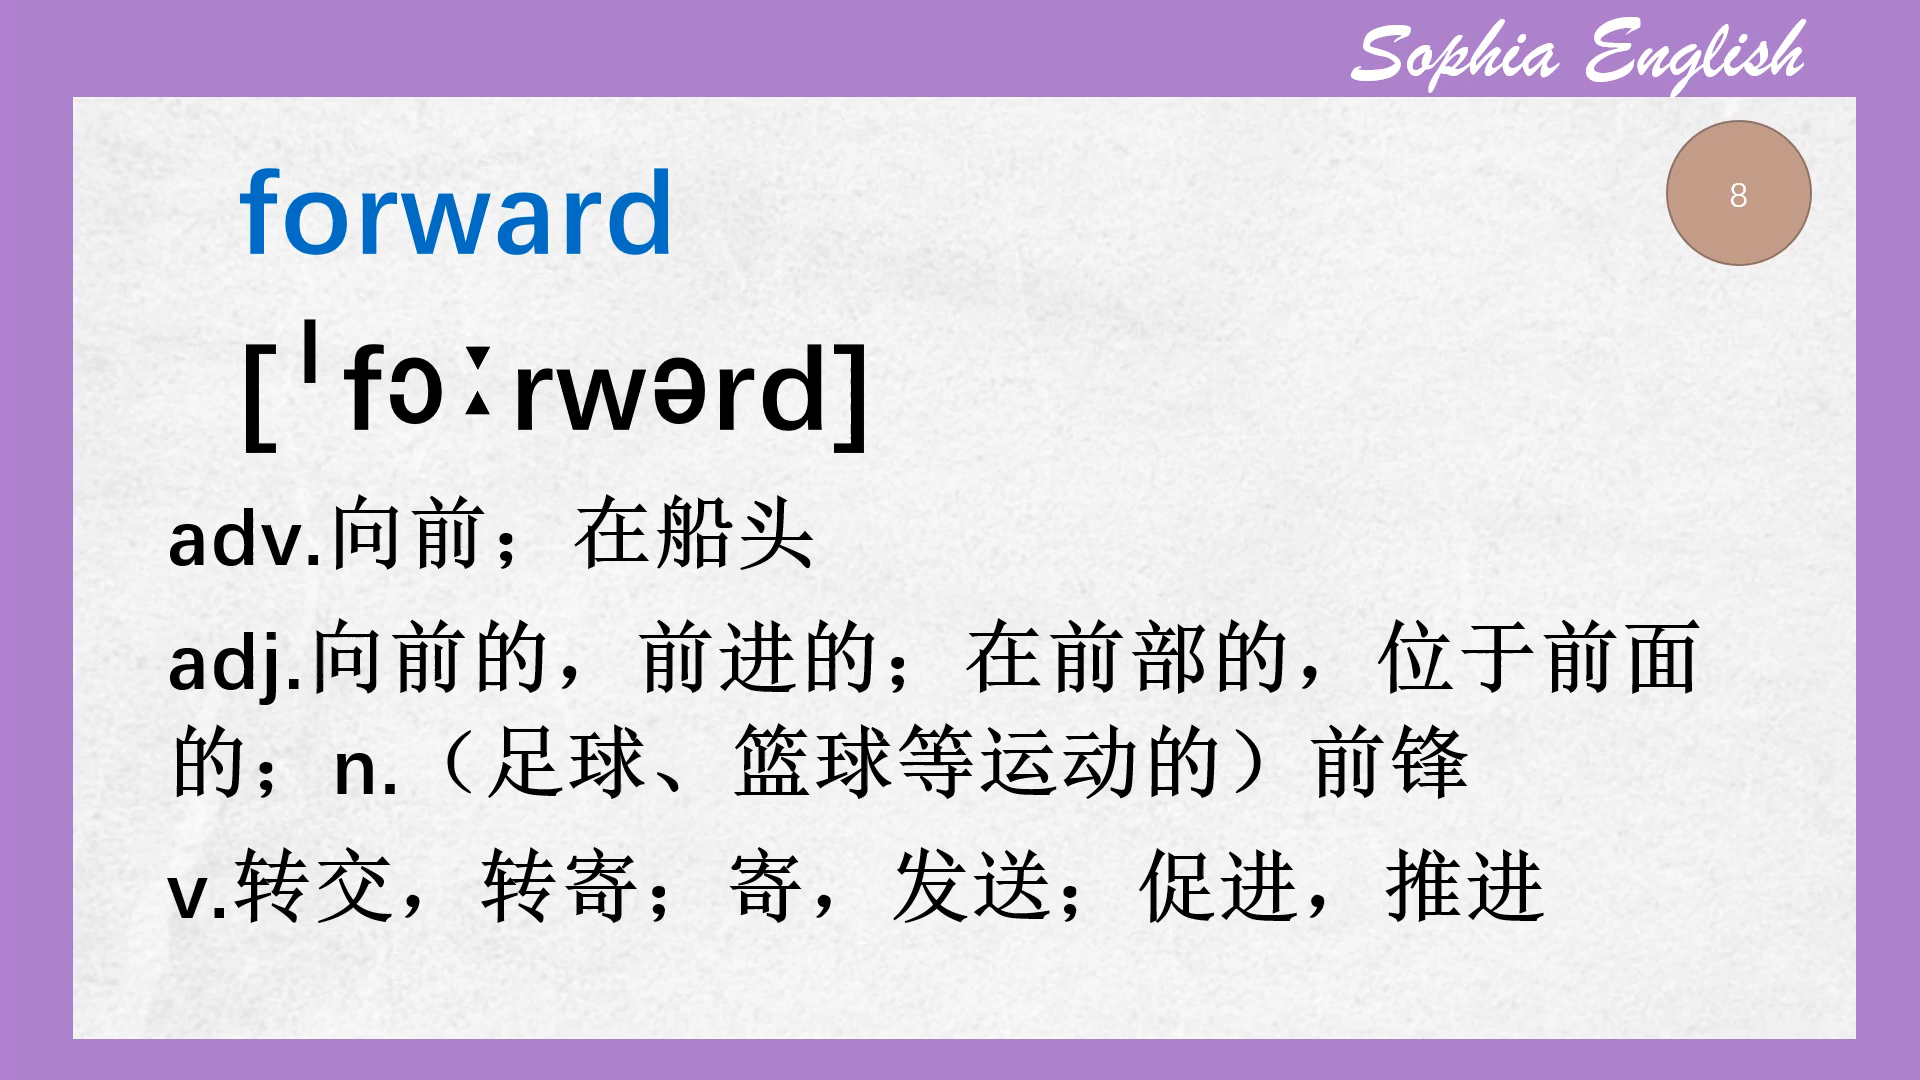 Sophia English
8
forward
[ˈfɔːrwərd]
adv.向前；在船头
adj.向前的，前进的；在前部的，位于前面
的；n.（足球、篮球等运动的）前锋
v.转交，转寄；寄，发送；促进，推进